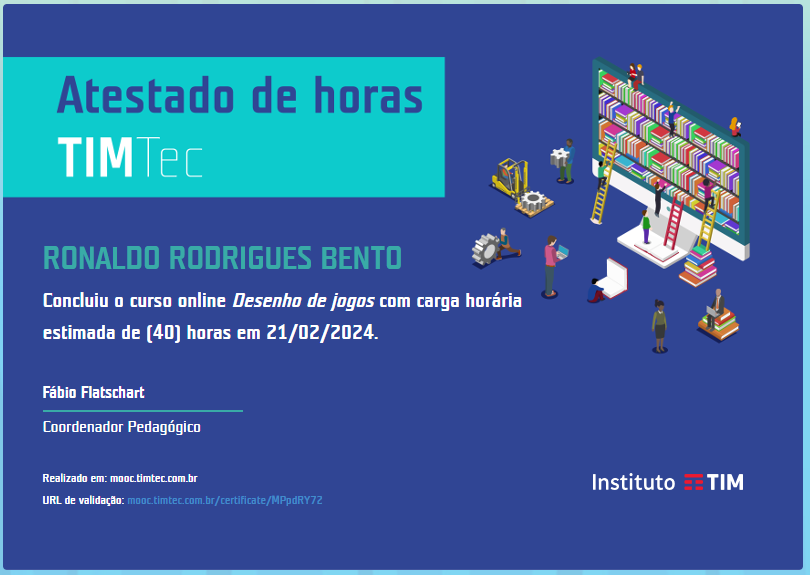 Atestado de horas
TIMTec
RONALDO RODRIGUES BENTO
Concluiu o curso online Desenho de jogos com carga horária
estimada de (40) horas em 21/02/2024.
Fábio Flatschart
Coordenador Pedagógico
Realizado em: mooc.timtec.com.br
URL de validação: mooc.timtec.com.br/certificate/MPpdRY72
Instituto TIM